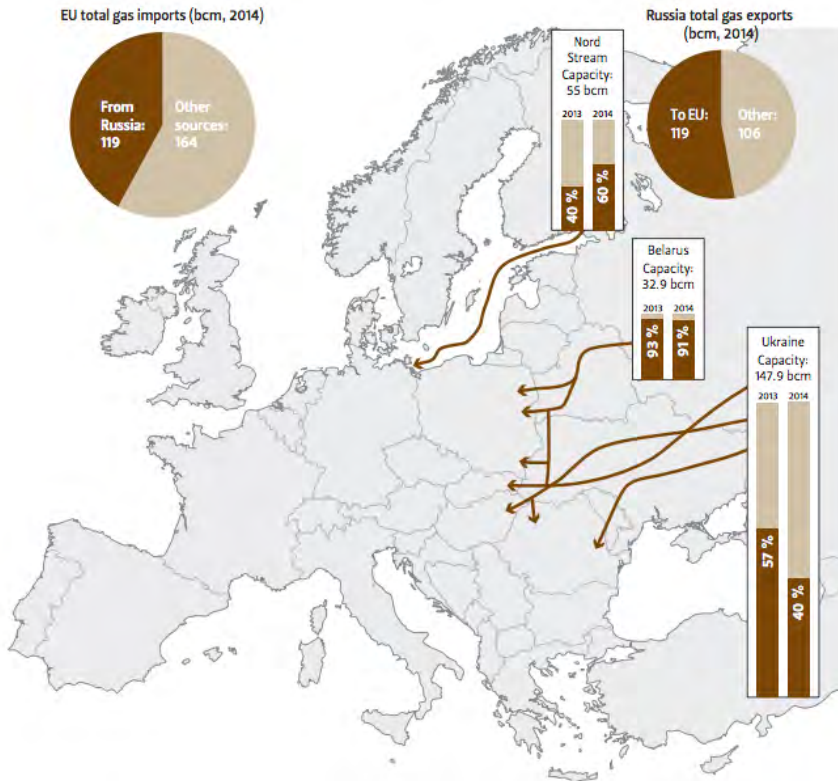 EU total gas imports (bcm, 2014)
From
Russia:
119
Other
sources:
164
Nord
Stream
Capacity:
55 bcm
2013 2014
40 %
60 %
Russia total gas exports
(bcm, 2014)
To EU:
119
Other:
106
Belarus
Capacity:
32.9 bcm
2013 2014
93 %
91 %
Ukraine
Capacity:
147.9 bcm
2013 2014
57 %
40 %